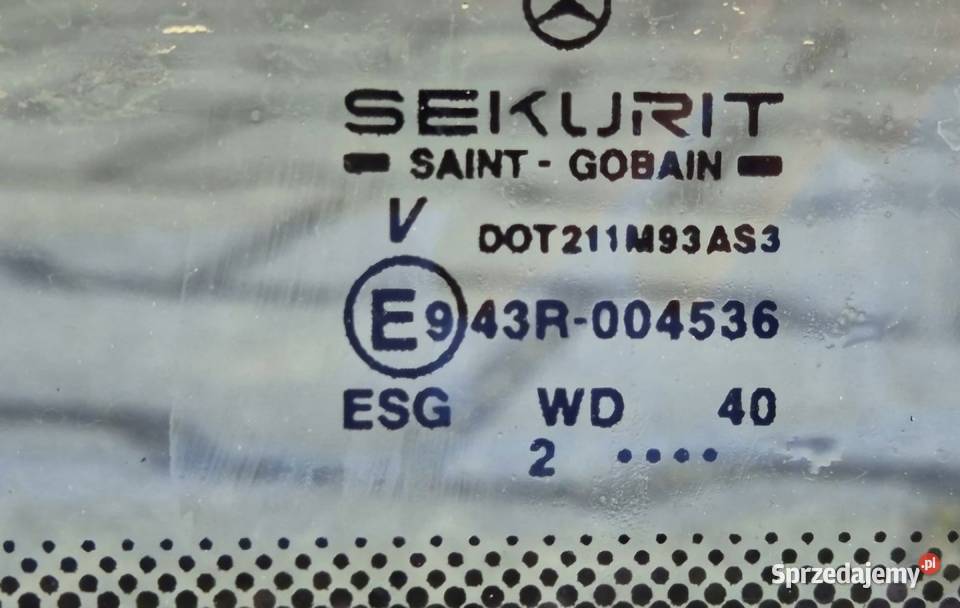 SEKURIT
SAINT - GOBAIN
V DOT211M93AS3
E9 43R-004536
ESG WD 40
2 ••••
Sprzedajemy.pl